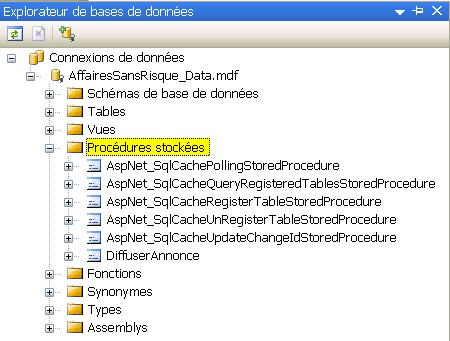 Explorateur de bases de données
Connexions de données
AffairesSansRisque_Data.mdf
Schémas de base de données
Tables
Vues
Procédures stockées
AspNet_SqlCachePollingStoredProcedure
AspNet_SqlCacheQueryRegisteredTablesStoredProcedure
AspNet_SqlCacheRegisterTableStoredProcedure
AspNet_SqlCacheUnRegisterTableStoredProcedure
AspNet_SqlCacheUpdateChangeIdStoredProcedure
DiffuserAnnonce
Fonctions
Synonymes
Types
Assemblys